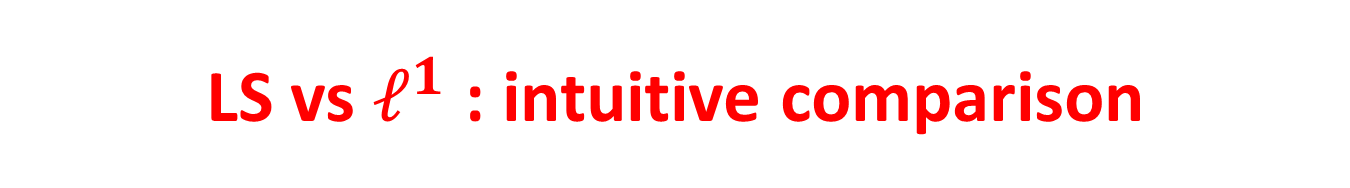 LS vs ℓ¹ : intuitive comparison